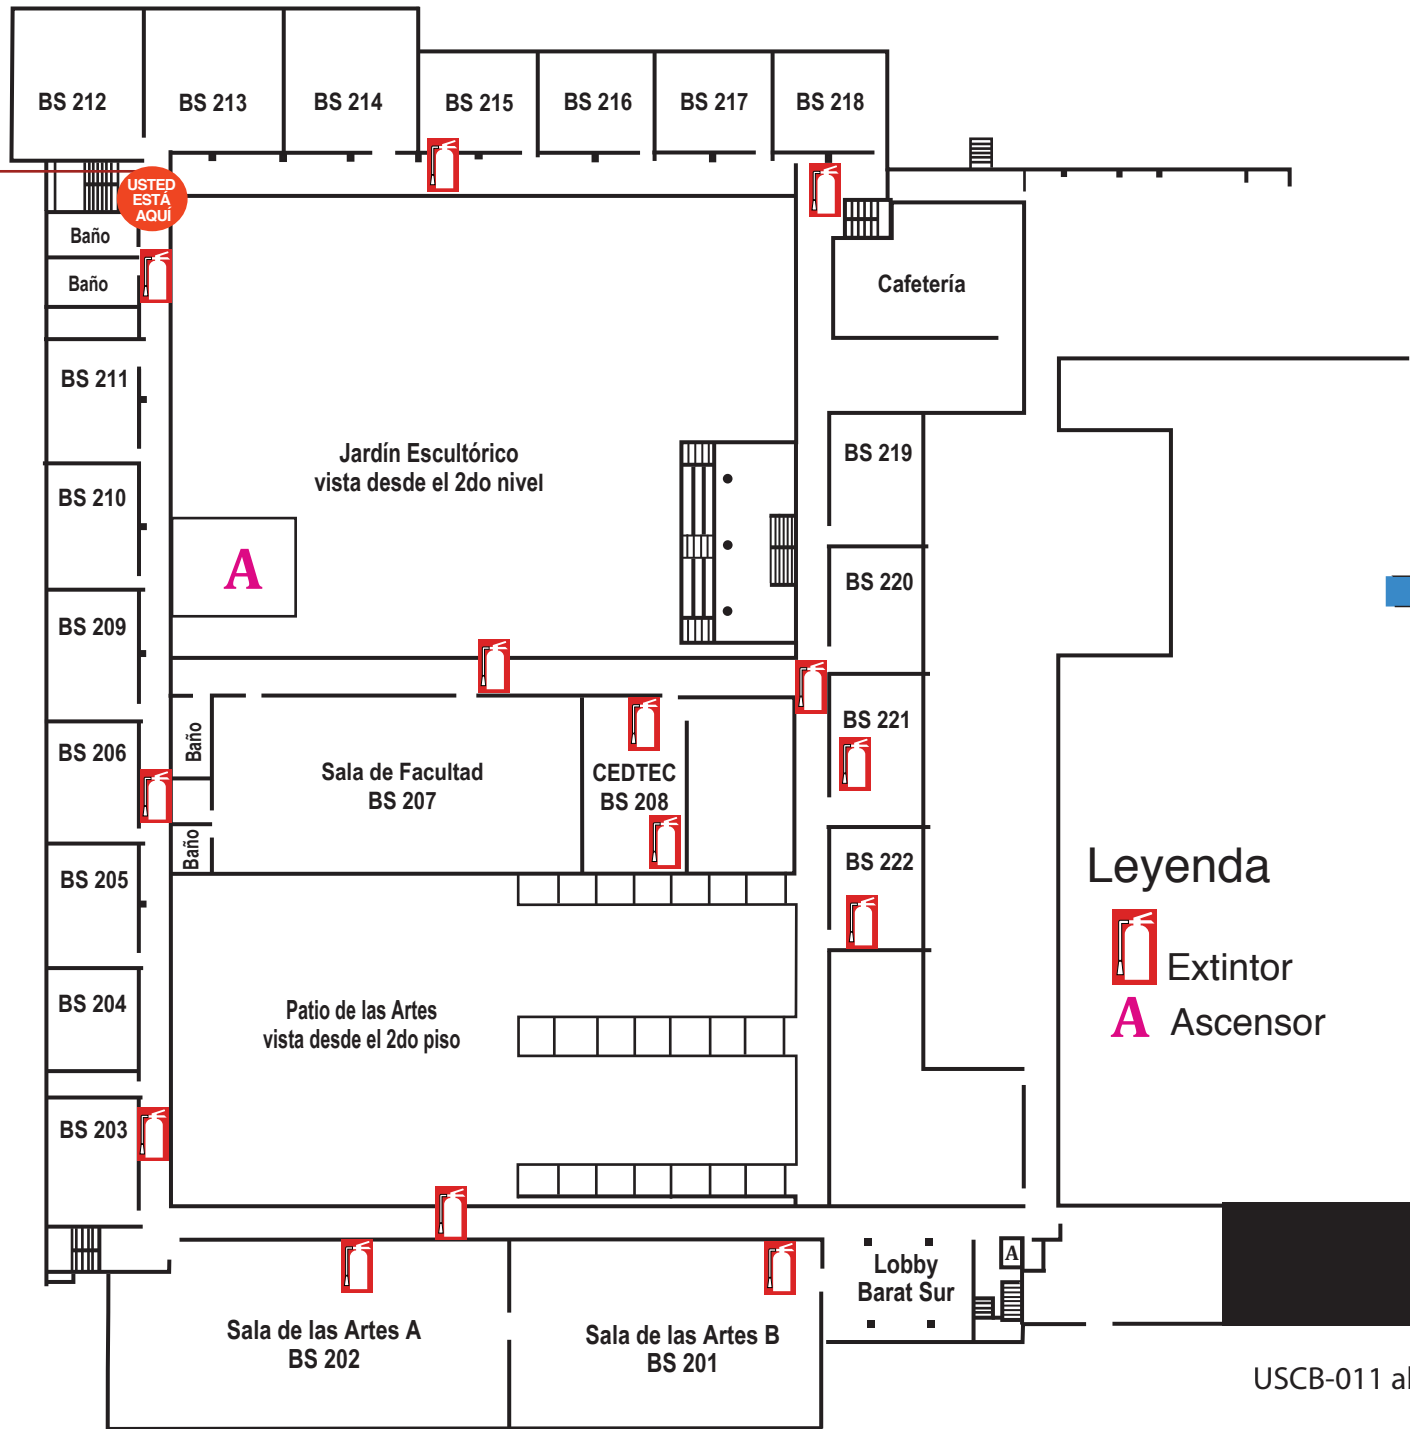 BS 212
BS 213
BS 214
BS 215
BS 216
BS 217
BS 218
USTED
ESTÁ
AQUÍ
Baño
Baño
Cafetería
BS 211
Jardín Escultórico
vista desde el 2do nivel
BS 219
BS 210
A
BS 220
BS 209
BS 221
BS 206
Baño
Sala de Facultad
BS 207
CEDTEC
BS 208
Baño
BS 222
Leyenda
BS 205
Extintor
BS 204
Patio de las Artes
vista desde el 2do piso
A Ascensor
BS 203
A
Lobby
Barat Sur
Sala de las Artes A
BS 202
Sala de las Artes B
BS 201
USCB-011 al